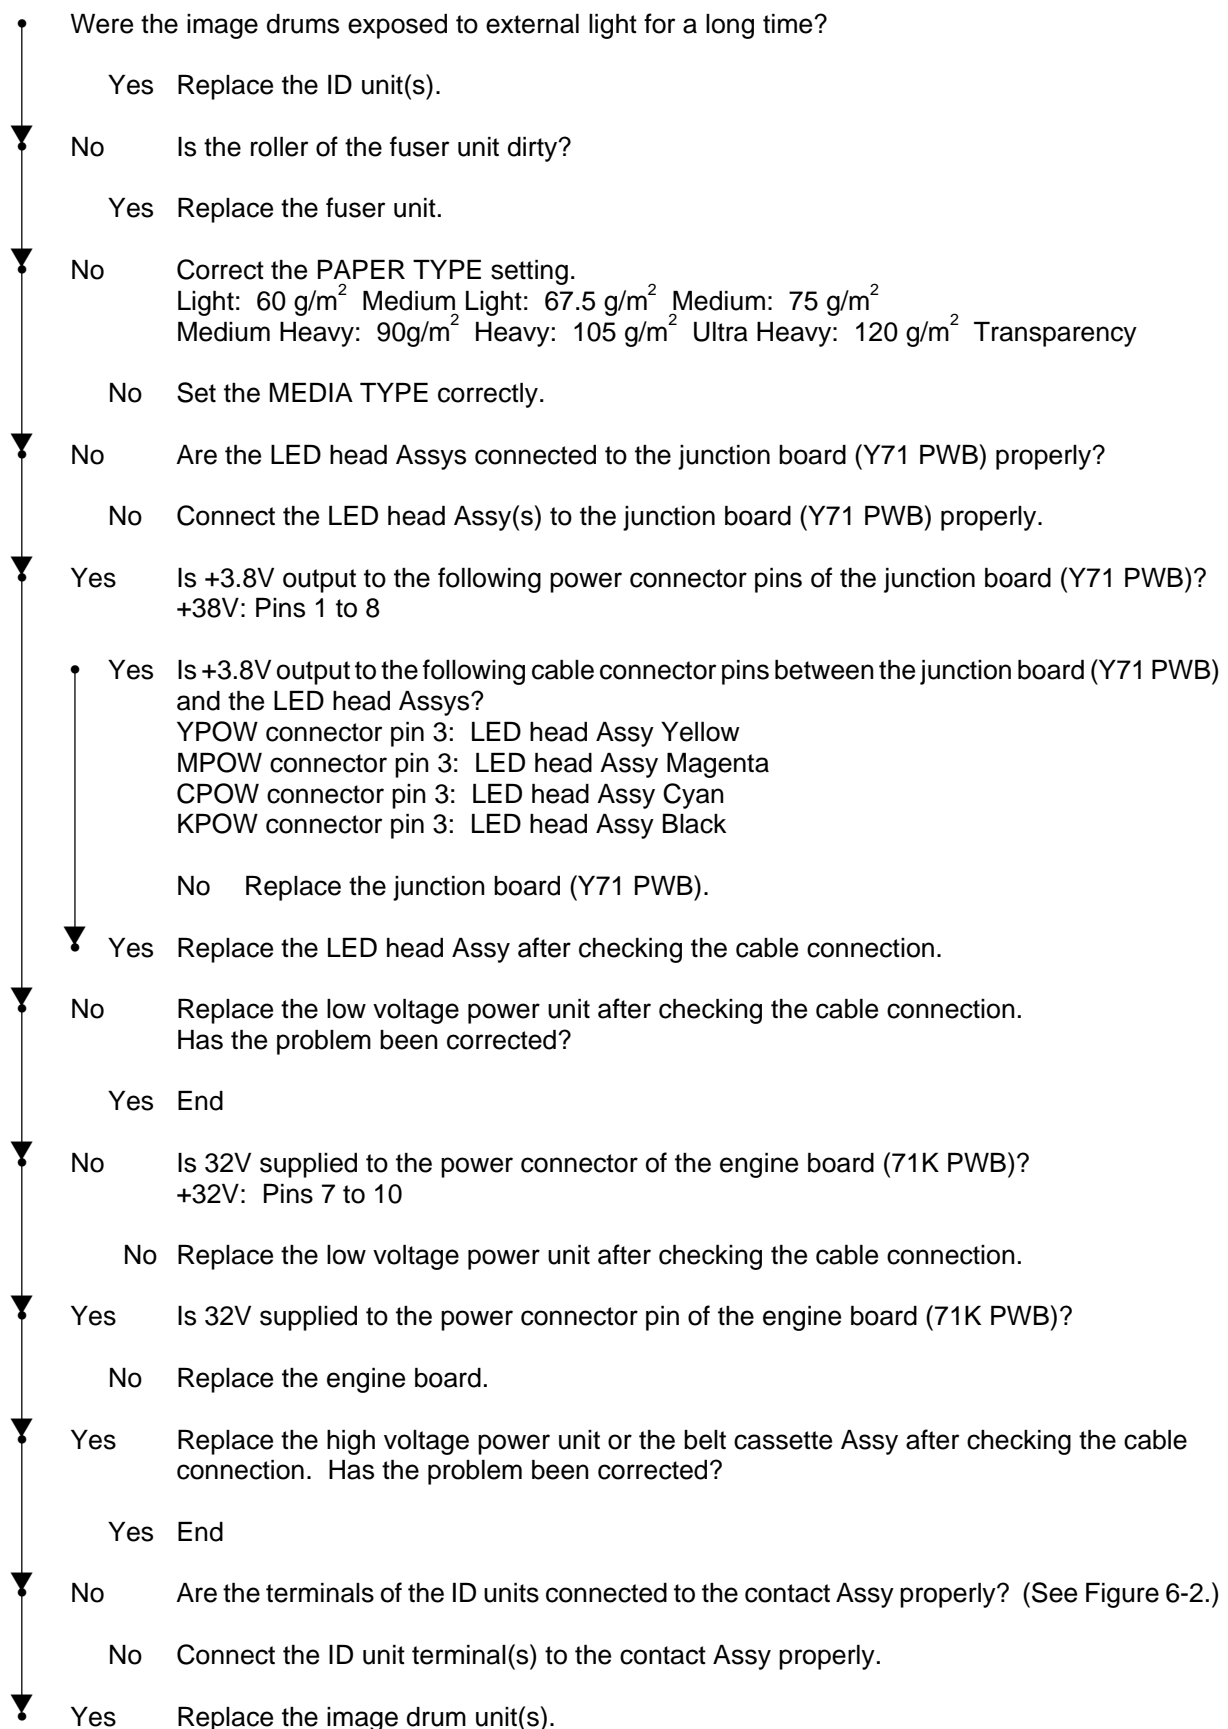 Were the image drums exposed to external light for a long time?
Yes Replace the ID unit(s).
No Is the roller of the fuser unit dirty?
Yes Replace the fuser unit.
No Correct the PAPER TYPE setting.
Light: 60 g/m² Medium Light: 67.5 g/m² Medium: 75 g/m²
Medium Heavy: 90g/m² Heavy: 105 g/m² Ultra Heavy: 120 g/m² Transparency
No Set the MEDIA TYPE correctly.
No Are the LED head Assys connected to the junction board (Y71 PWB) properly?
No Connect the LED head Assy(s) to the junction board (Y71 PWB) properly.
Yes Is +3.8V output to the following power connector pins of the junction board (Y71 PWB)?
+38V: Pins 1 to 8
Yes Is +3.8V output to the following cable connector pins between the junction board (Y71 PWB)
and the LED head Assys?
YPOW connector pin 3: LED head Assy Yellow
MPOW connector pin 3: LED head Assy Magenta
CPOW connector pin 3: LED head Assy Cyan
KPOW connector pin 3: LED head Assy Black
No Replace the junction board (Y71 PWB).
Yes Replace the LED head Assy after checking the cable connection.
No Replace the low voltage power unit after checking the cable connection.
Has the problem been corrected?
Yes End
No Is 32V supplied to the power connector of the engine board (71K PWB)?
+32V: Pins 7 to 10
No Replace the low voltage power unit after checking the cable connection.
Yes Is 32V supplied to the power connector pin of the engine board (71K PWB)?
No Replace the engine board.
Yes Replace the high voltage power unit or the belt cassette Assy after checking the cable
connection. Has the problem been corrected?
Yes End
No Are the terminals of the ID units connected to the contact Assy properly? (See Figure 6-2.)
No Connect the ID unit terminal(s) to the contact Assy properly.
Yes Replace the image drum unit(s).